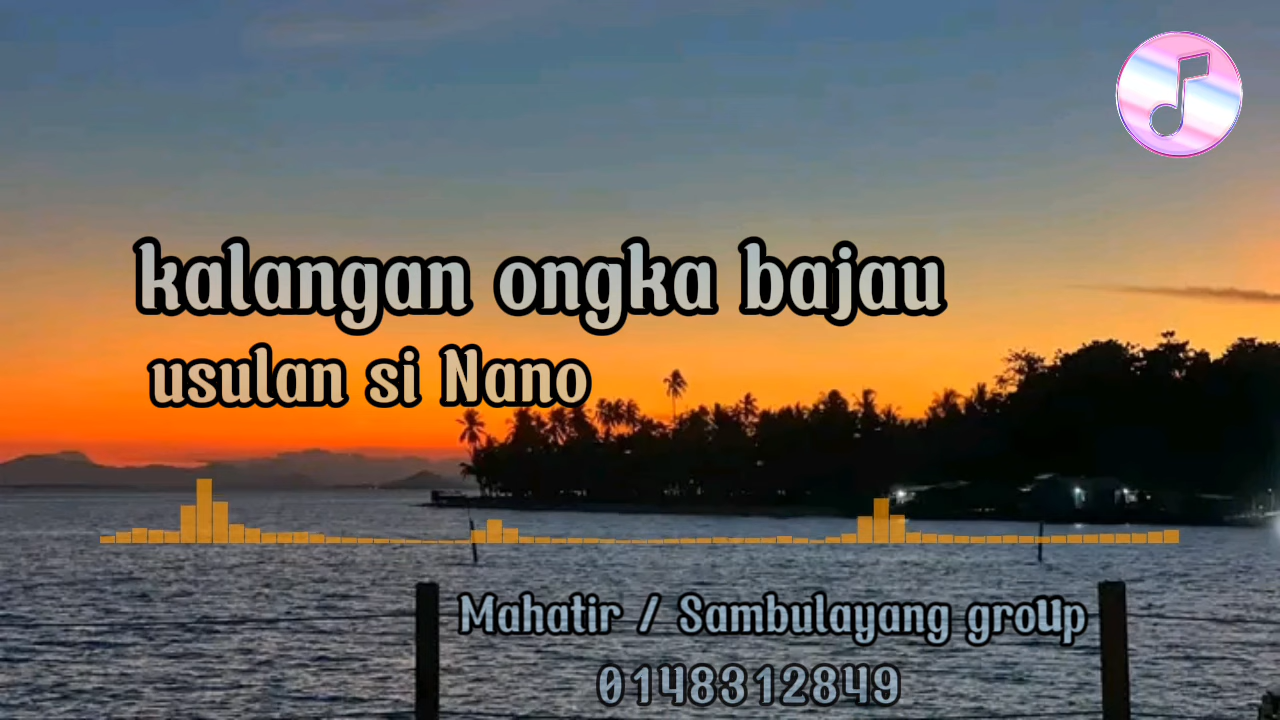 kalangan ongka bajau
usulan si Nano
Mahatir / Sambulayang groUp
0148312849